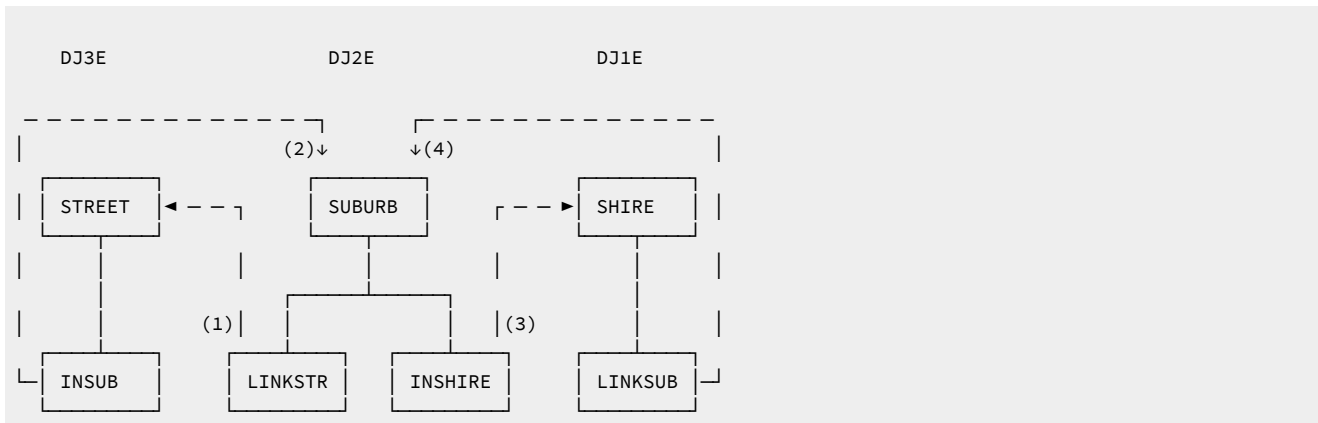 DJ3E DJ2E DJ1E
(2) (4)
STREET SUBURB SHIRE
(1) (3)
INSUB LINKSTR INSHIRE LINKSUB